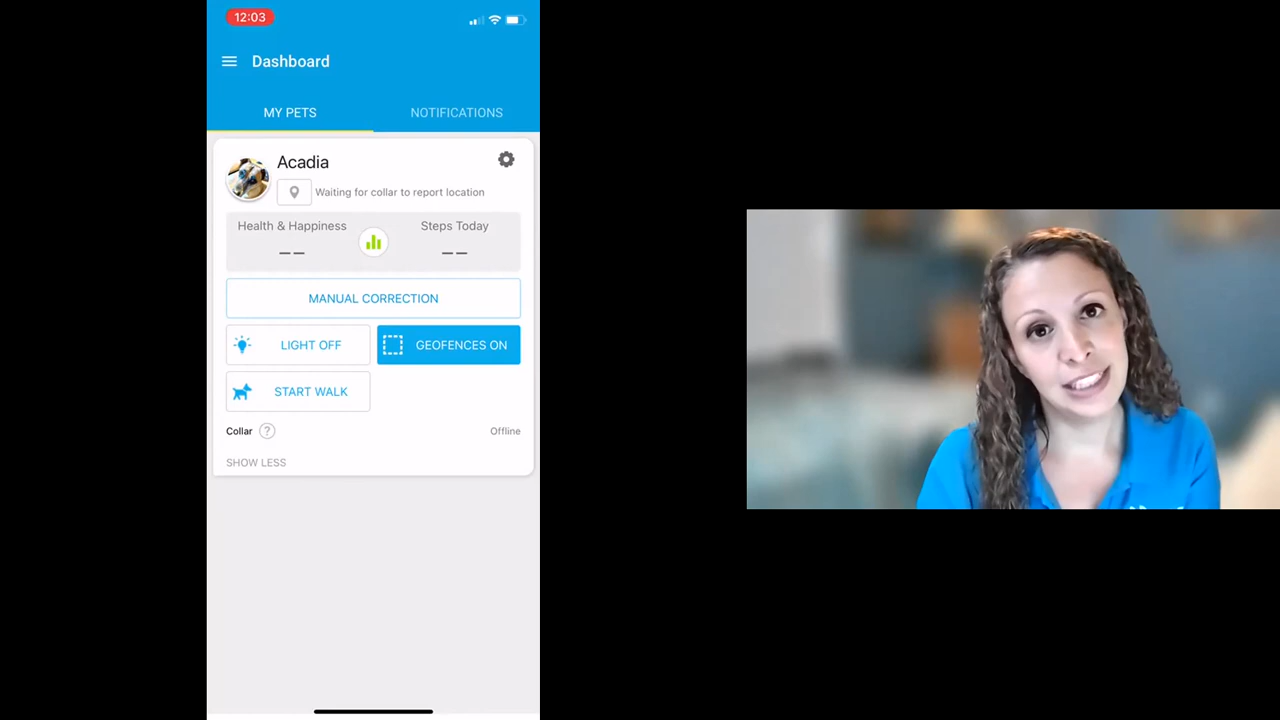 12:03
Dashboard
MY PETS
NOTIFICATIONS
Acadia
Waiting for collar to report location
Health & Happiness
Steps Today
– –
– –
MANUAL CORRECTION
LIGHT OFF
GEOFENCES ON
START WALK
Collar ?
Offline
SHOW LESS